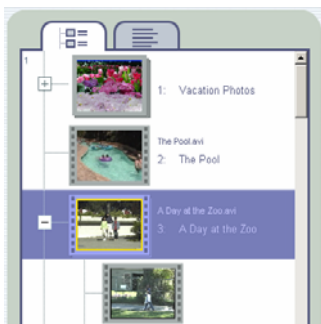 1
1: Vacation Photos
The Pool.avi
2: The Pool
A Day at the Zoo.avi
3: A Day at the Zoo